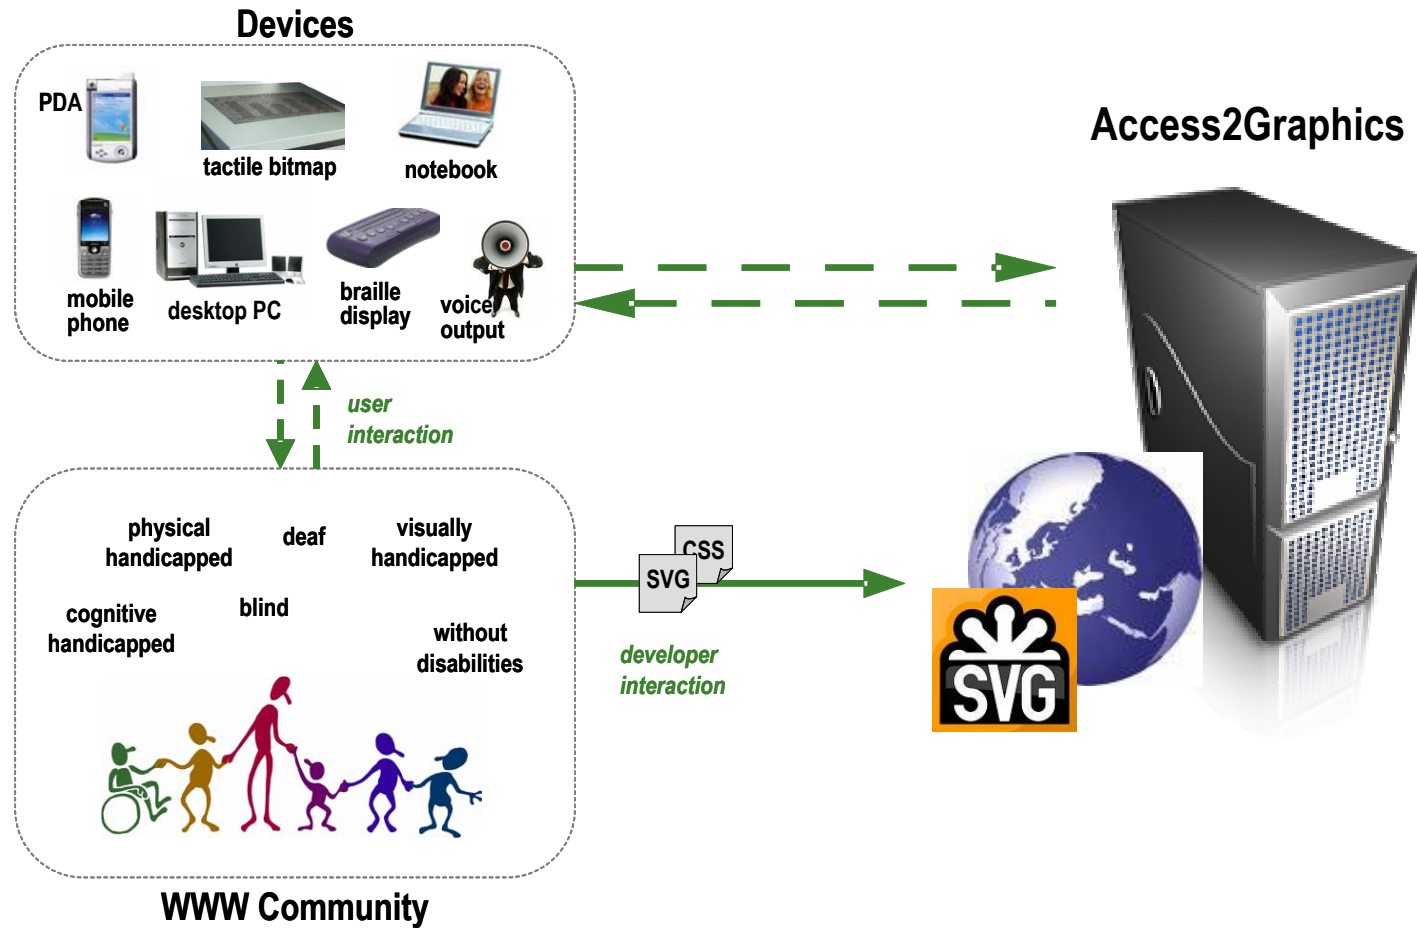 Devices
PDA
tactile bitmap
notebook
mobile
phone
desktop PC
braille
display
voice
output
Access2Graphics
user
interaction
physical
handicapped
deaf
visually
handicapped
cognitive
handicapped
blind
without
disabilities
CSS
SVG
developer
interaction
SVG
WWW Community